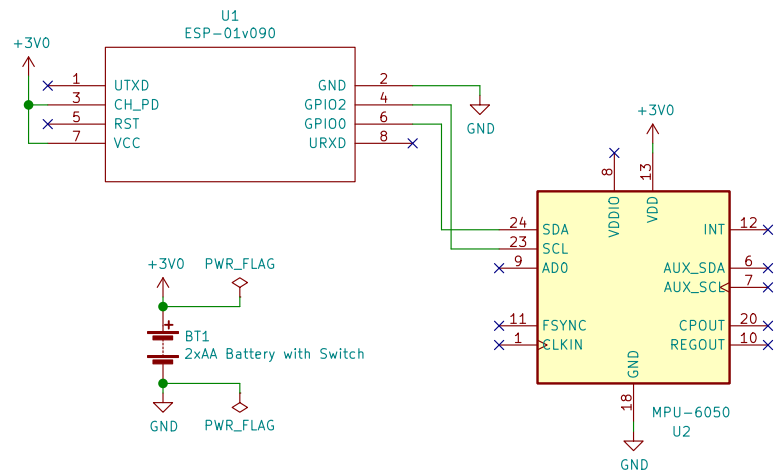 U1
ESP-01v090
+3V0
1 UTXD GND 2
3 CH_PD GPIO2 4
5 RST GPIO0 6
7 VCC URXD 8
GND
+3V0
8 13
VDDIO VDD
24 SDA INT 12
23 SCL
9 AD0 AUX_SDA 6
AUX_SCL 7
11 FSYNC CPOUT 20
1 CLKIN REGOUT 10
GND
18
MPU-6050
U2
GND
+3V0 PWR_FLAG
+
BT1
2xAA Battery with Switch
GND PWR_FLAG